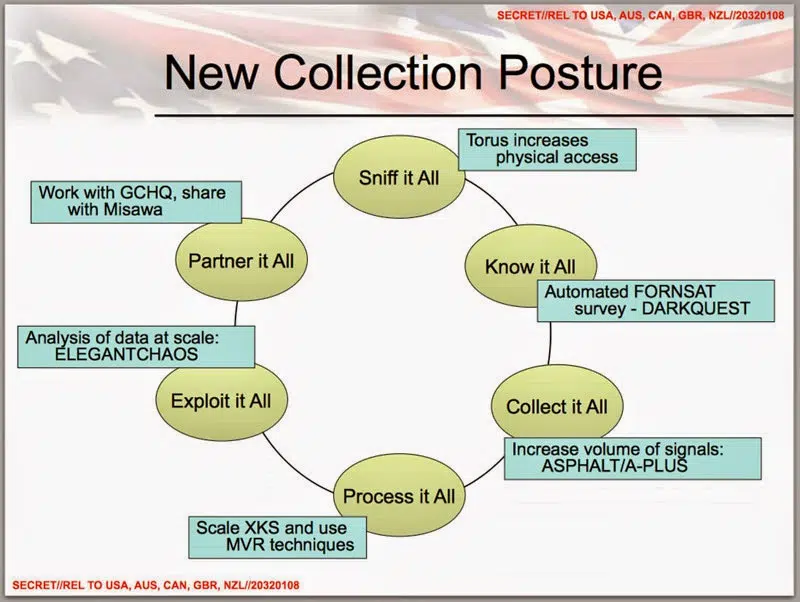 SECRET//REL TO USA, AUS, CAN, GBR, NZL//20320108
New Collection Posture
Sniff it All
Torus increases
physical access
Know it All
Automated FORNSAT
survey - DARKQUEST
Collect it All
Increase volume of signals:
ASPHALT/A-PLUS
Process it All
Scale XKS and use
MVR techniques
Exploit it All
Analysis of data at scale:
ELEGANTCHAOS
Partner it All
Work with GCHQ, share
with Misawa
SECRET//REL TO USA, AUS, CAN, GBR, NZL//20320108